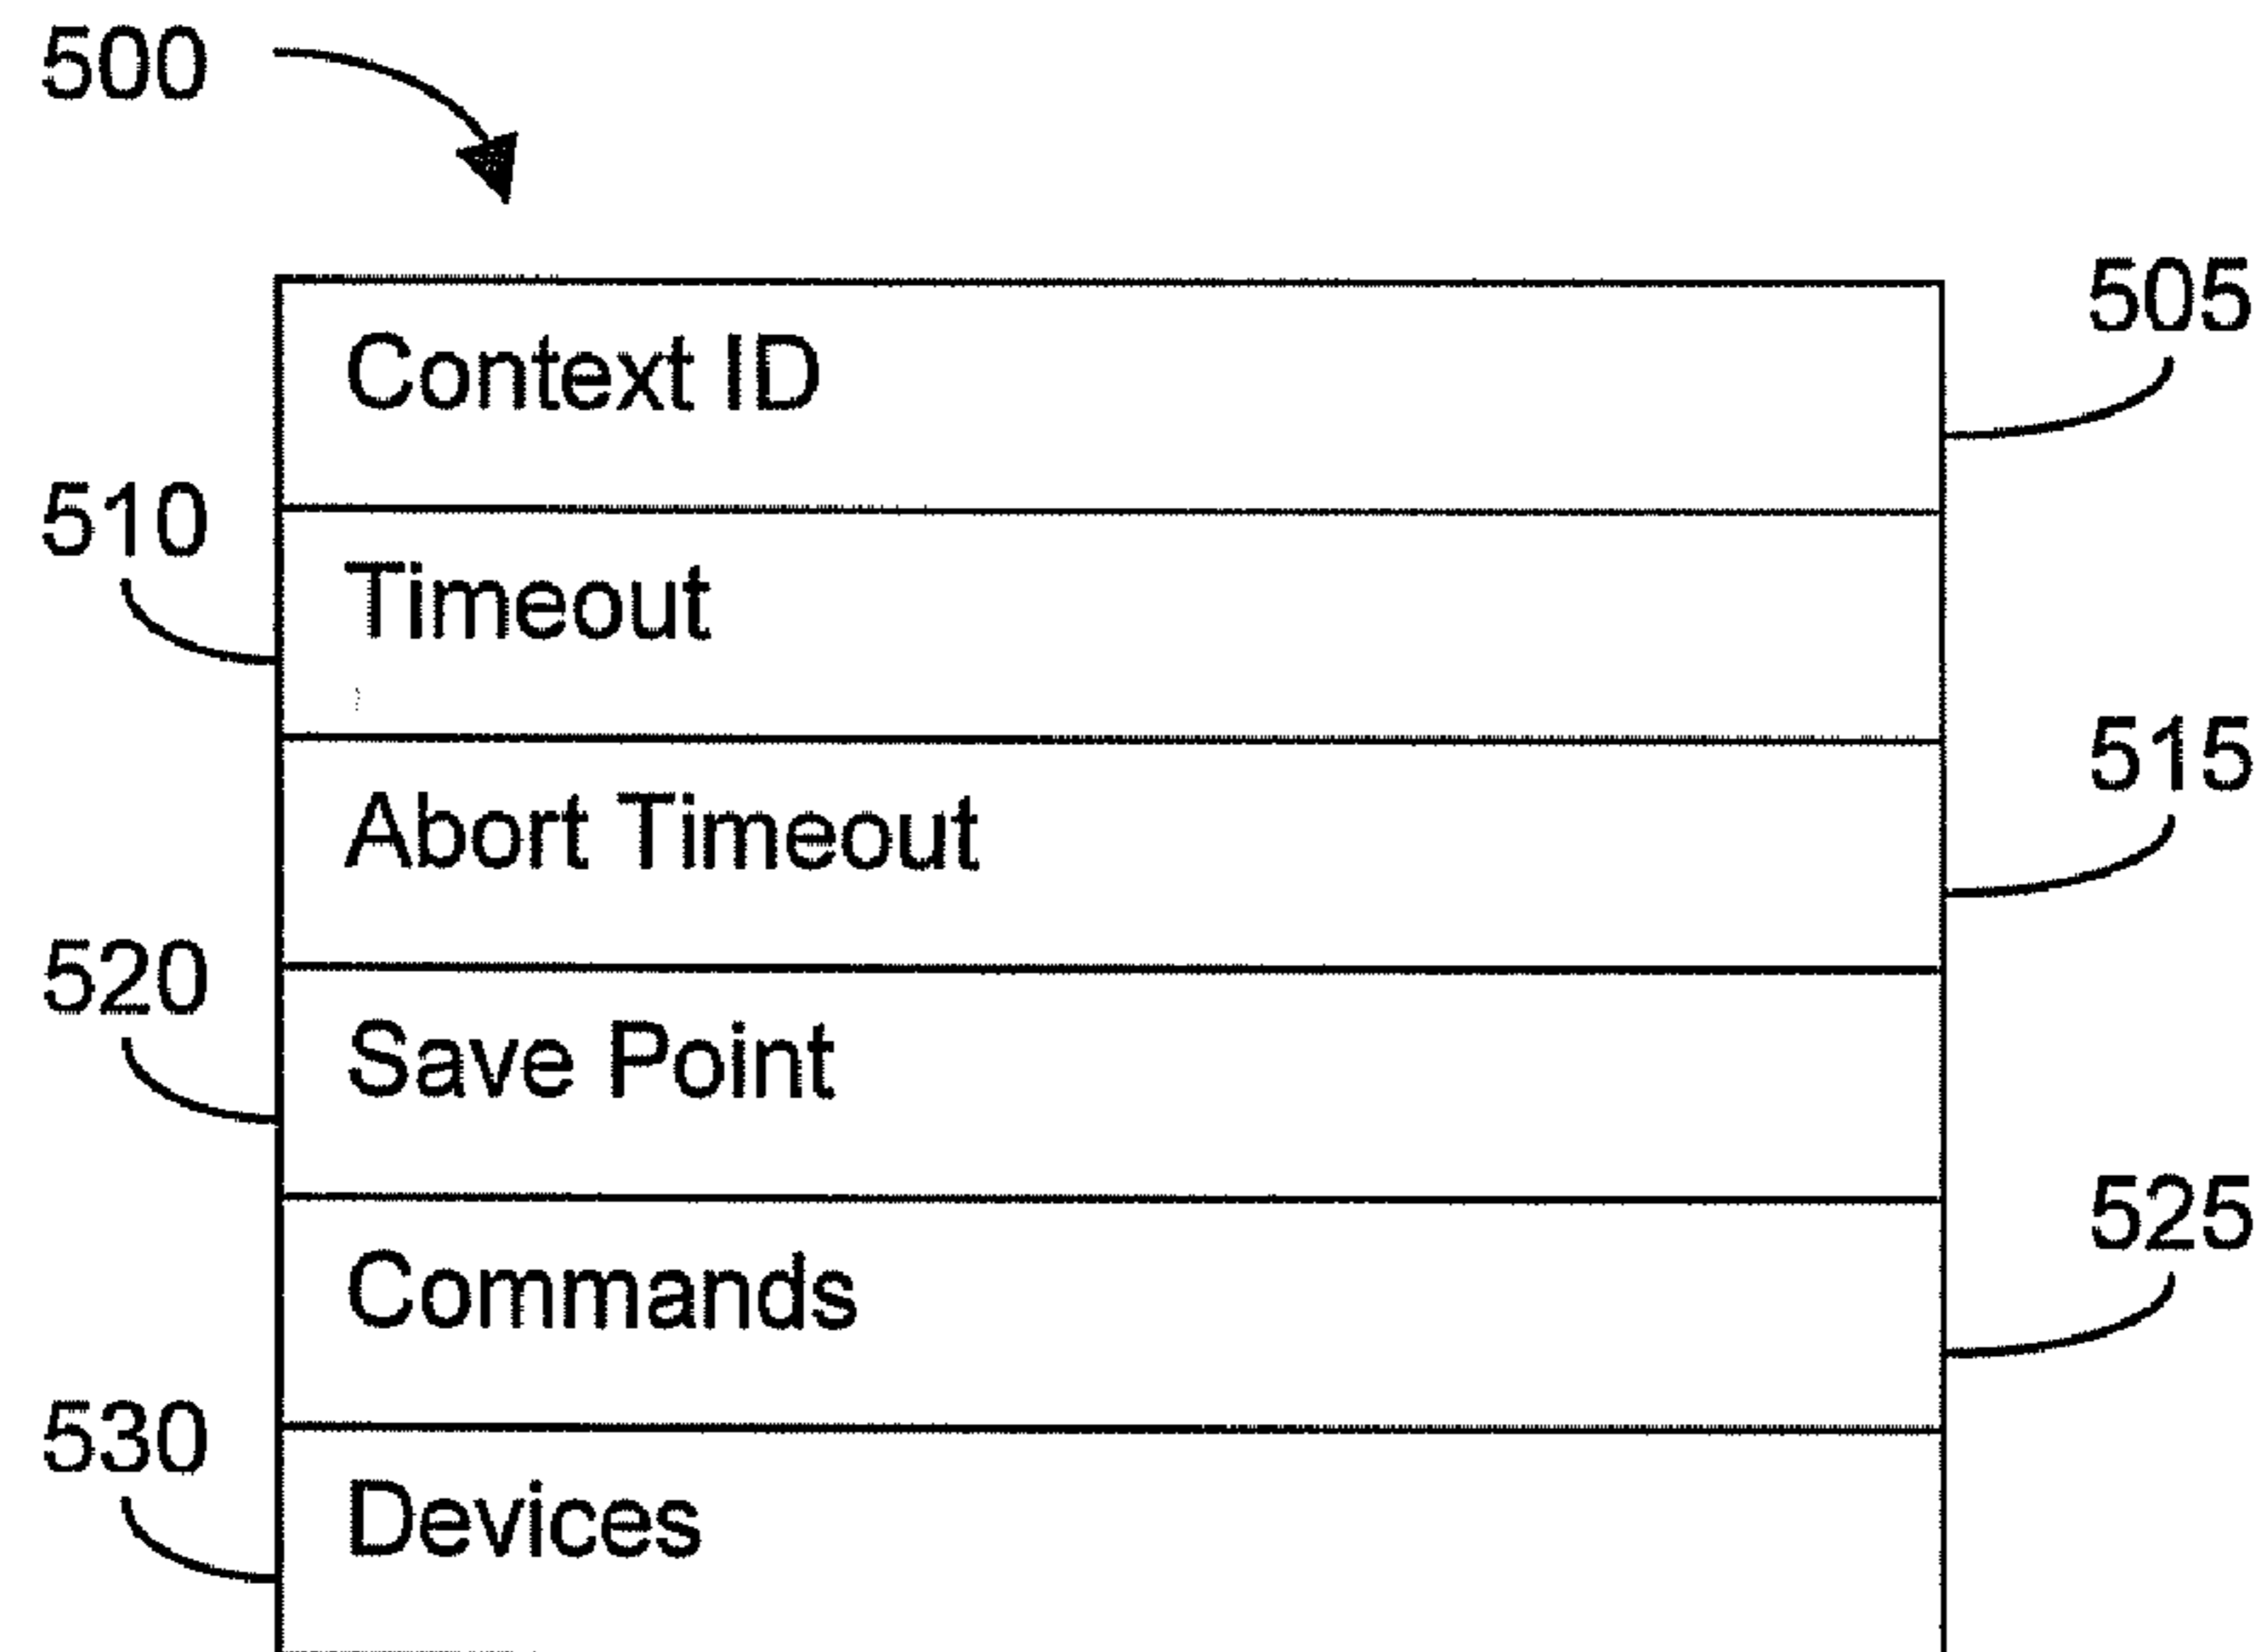 500
505
Context ID
510
Timeout
515
Abort Timeout
520
Save Point
525
Commands
530
Devices